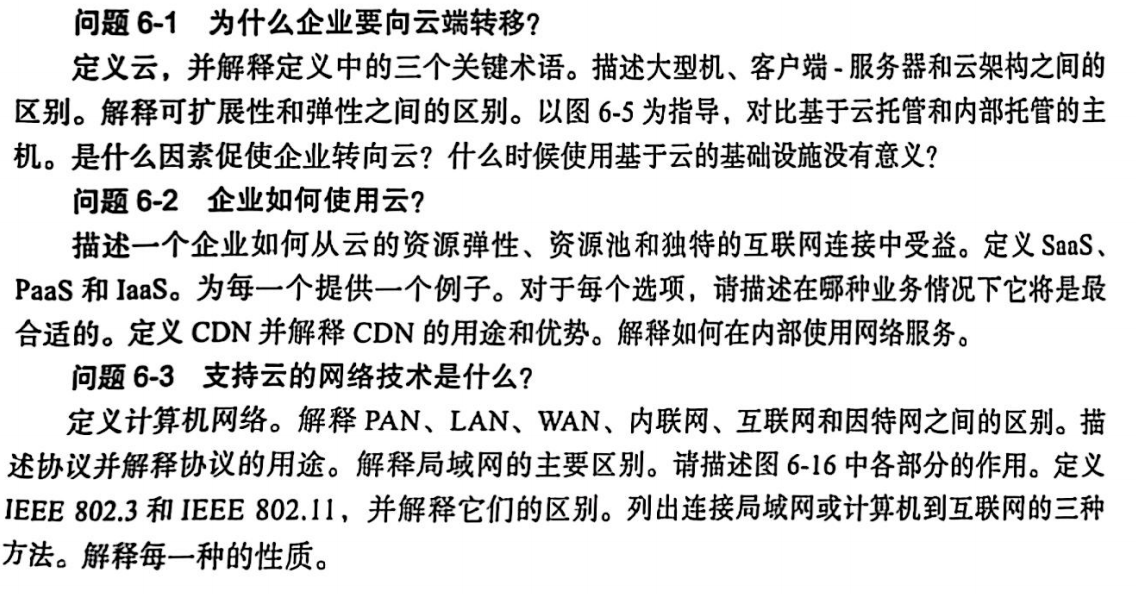 问题 6-1 为什么企业要向云端转移?
定义云，并解释定义中的三个关键术语。描述大型机、客户端-服务器和云架构之间的
区别。解释可扩展性和弹性之间的区别。以图 6-5 为指导，对比基于云托管和内部托管的主
机。是什么因素促使企业转向云？什么时候使用基于云的基础设施没有意义？
问题 6-2 企业如何使用云?
描述一个企业如何从云的资源弹性、资源池和独特的互联网连接中受益。定义 SaaS、
PaaS 和 IaaS。为每一个提供一个例子。对于每个选项，请描述在哪种业务情况下它将是最
合适的。定义 CDN 并解释 CDN 的用途和优势。解释如何在内部使用网络服务。
问题 6-3 支持云的网络技术是什么?
定义计算机网络。解释 PAN、LAN、WAN、内联网、互联网和因特网之间的区别。描
述协议并解释协议的用途。解释局域网的主要区别。请描述图 6-16 中各部分的作用。定义
IEEE 802.3 和 IEEE 802.11，并解释它们的区别。列出连接局域网或计算机到互联网的三种
方法。解释每一种的性质。